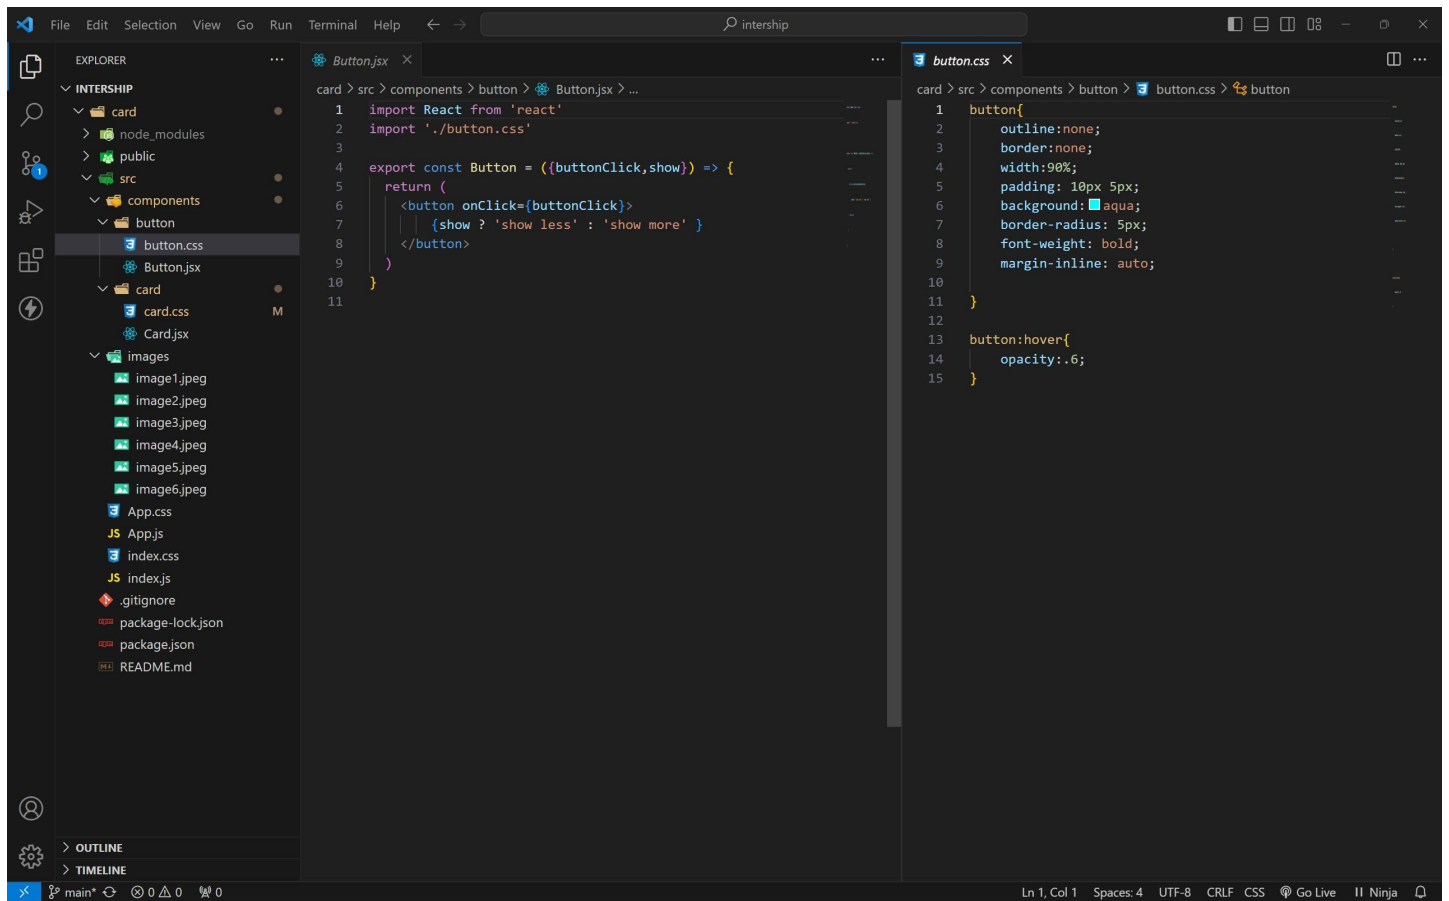 File Edit Selection View Go Run Terminal Help intership
EXPLORER
INTERSHIP
card
node_modules
public
src
components
button
button.css
Button.jsx
card
card.css M
Card.jsx
images
image1.jpeg
image2.jpeg
image3.jpeg
image4.jpeg
image5.jpeg
image6.jpeg
App.css
JS App.js
index.css
JS index.js
.gitignore
package-lock.json
package.json
README.md
OUTLINE
TIMELINE
1
Button.jsx
card > src > components > button > Button.jsx > ...
1 import React from 'react'
2 import './button.css'
3
4 export const Button = ({buttonClick,show}) => {
5 return (
6 <button onClick={buttonClick}>
7 {show ? 'show less' : 'show more' }
8 </button>
9 )
10 }
11
button.css
card > src > components > button > button.css > button
1 button{
2 outline:none;
3 border:none;
4 width:90%;
5 padding: 10px 5px;
6 background: aqua;
7 border-radius: 5px;
8 font-weight: bold;
9 margin-inline: auto;
10
11 }
12
13 button:hover{
14 opacity:.6;
15 }
main* 0 0 0 Ln 1, Col 1 Spaces: 4 UTF-8 CRLF CSS Go Live Ninja